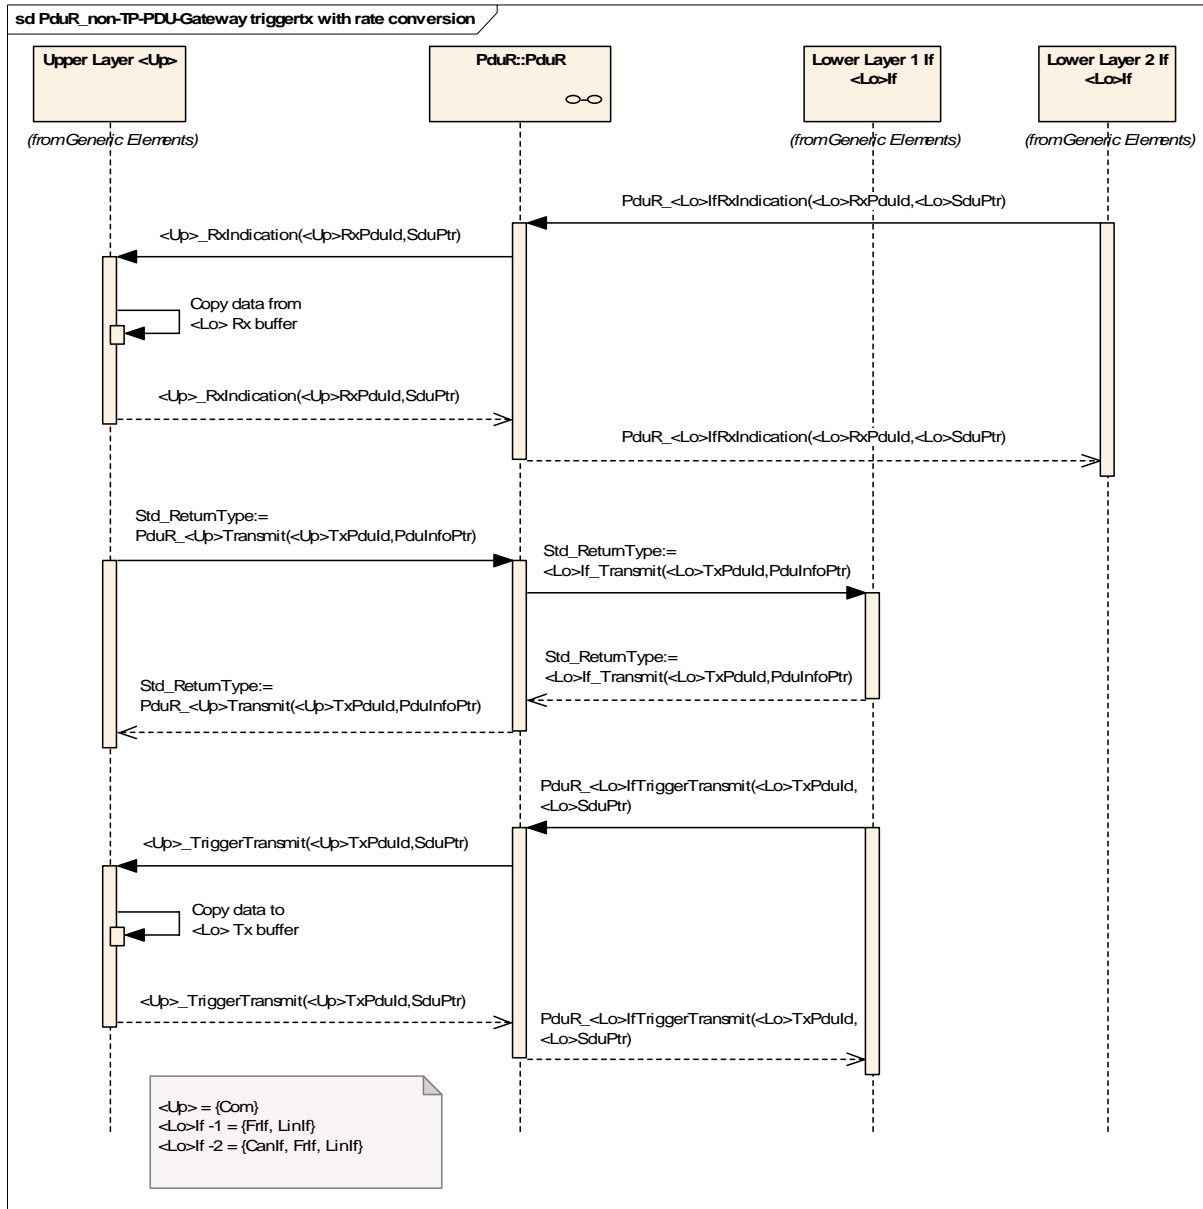 sd PduR_non-TP-PDU-Gateway triggertx with rate conversion
Upper Layer <Up>
PduR::PduR
Lower Layer 1 If
<Lo>If
Lower Layer 2 If
<Lo>If
(from Generic Elements)
(from Generic Elements)
(from Generic Elements)
PduR_<Lo>IfRxIndication(<Lo>RxPduId,<Lo>SduPtr)
<Up>_RxIndication(<Up>RxPduId,SduPtr)
Copy data from
<Lo> Rx buffer
<Up>_RxIndication(<Up>RxPduId,SduPtr)
PduR_<Lo>IfRxIndication(<Lo>RxPduId,<Lo>SduPtr)
Std_ReturnType:=
PduR_<Up>Transmit(<Up>TxPduId,PduInfoPtr)
Std_ReturnType:=
<Lo>If_Transmit(<Lo>TxPduId,PduInfoPtr)
Std_ReturnType:=
<Lo>If_Transmit(<Lo>TxPduId,PduInfoPtr)
Std_ReturnType:=
PduR_<Up>Transmit(<Up>TxPduId,PduInfoPtr)
PduR_<Lo>IfTriggerTransmit(<Lo>TxPduId,
<Lo>SduPtr)
<Up>_TriggerTransmit(<Up>TxPduId,SduPtr)
Copy data to
<Lo> Tx buffer
<Up>_TriggerTransmit(<Up>TxPduId,SduPtr)
PduR_<Lo>IfTriggerTransmit(<Lo>TxPduId,
<Lo>SduPtr)
<Up> = {Com}
<Lo>If -1 = {FrIf, LinIf}
<Lo>If -2 = {CanIf, FrIf, LinIf}